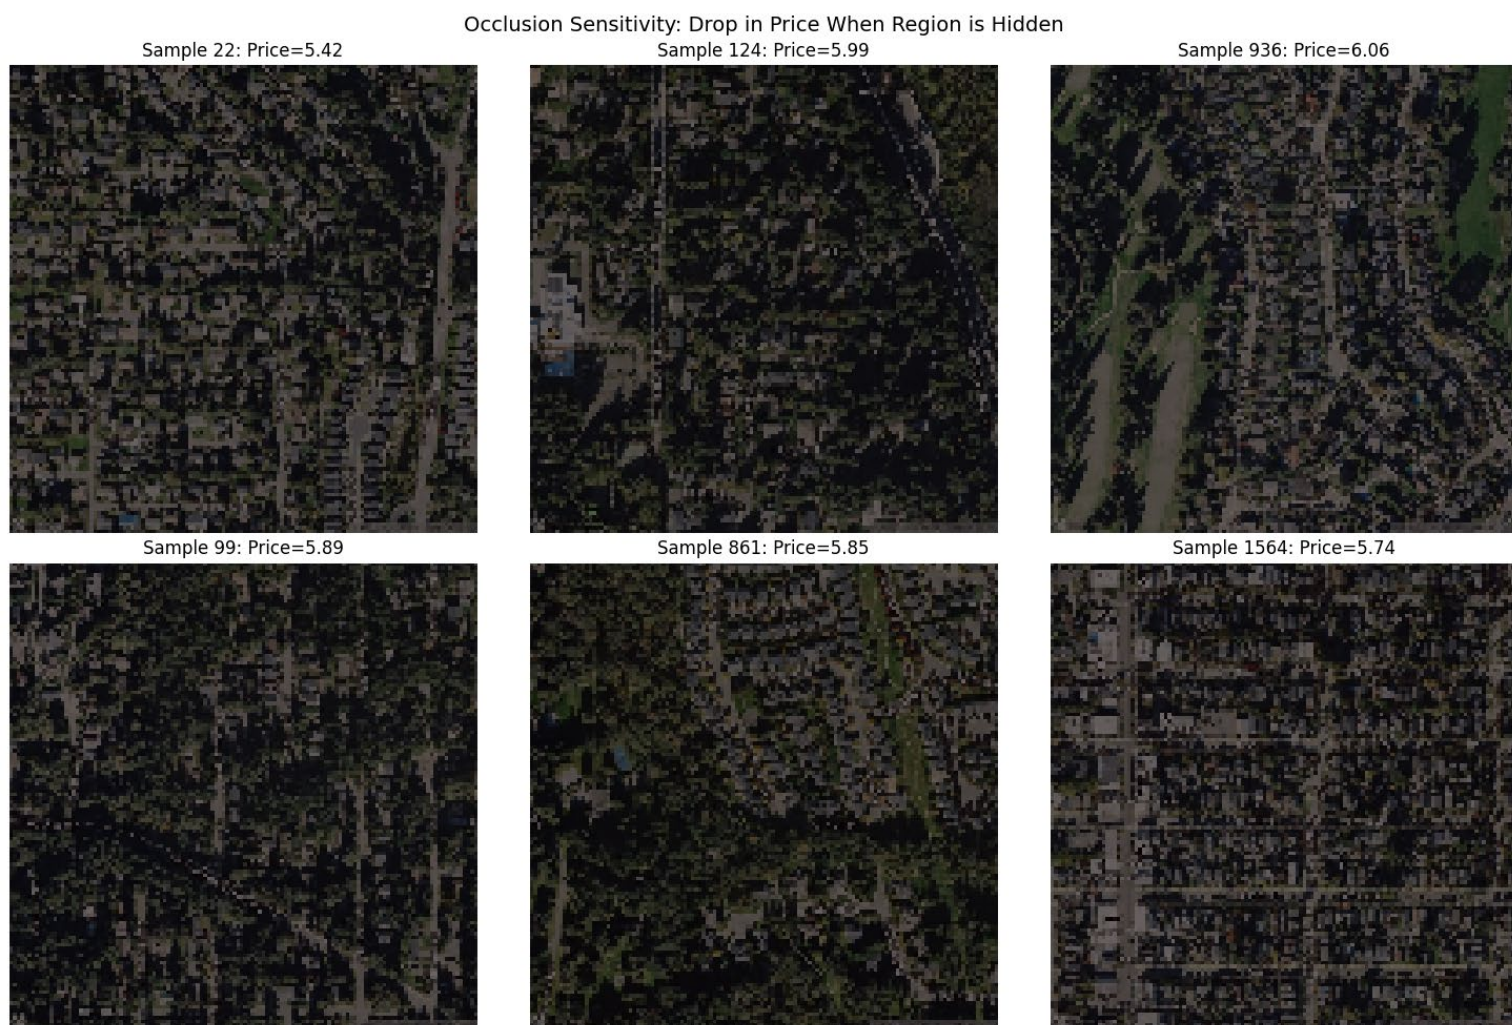 Occlusion Sensitivity: Drop in Price When Region is Hidden
Sample 22: Price=5.42
Sample 124: Price=5.99
Sample 936: Price=6.06
Sample 99: Price=5.89
Sample 861: Price=5.85
Sample 1564: Price=5.74